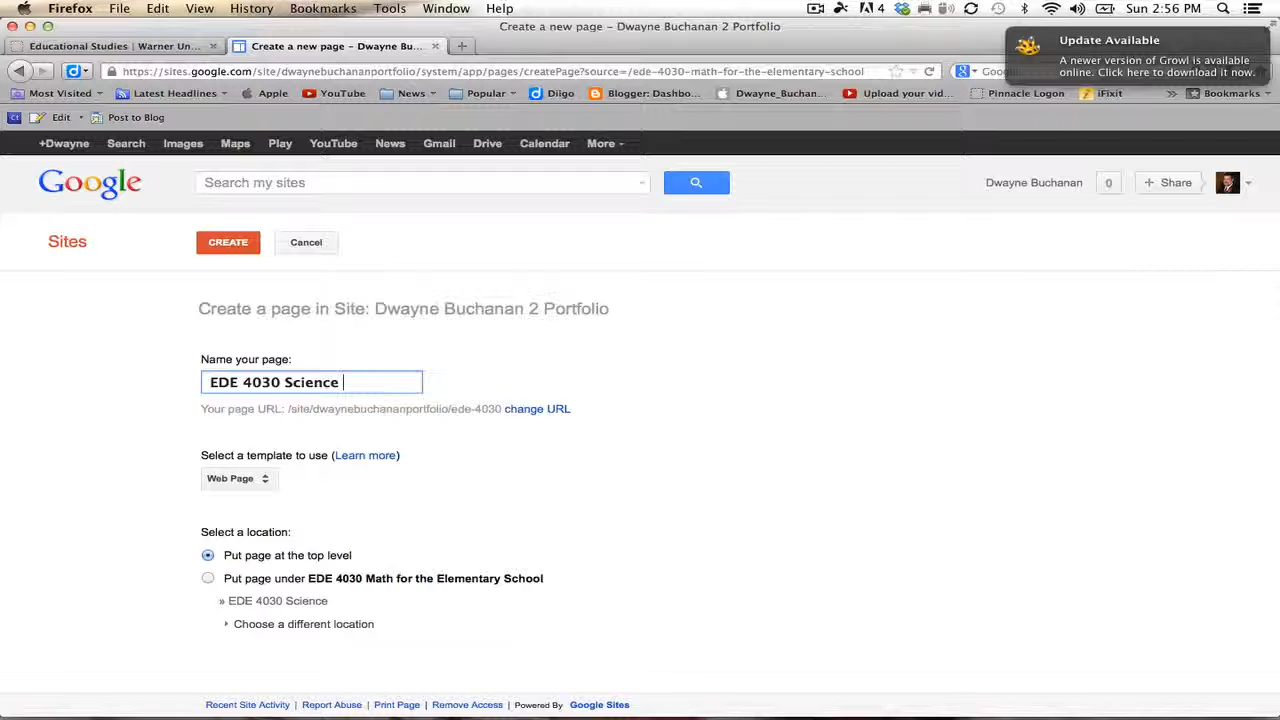 Firefox File Edit View History Bookmarks Tools Window Help 4 Sun 2:56 PM
Create a new page – Dwayne Buchanan 2 Portfolio
Educational Studies | Warner Un... Create a new page – Dwayne Bu...
Update Available
A newer version of Growl is available
online. Click here to download it now.
https://sites.google.com/site/dwaynebuchananportfolio/system/app/pages/createPage?source=/ede-4030-math-for-the-elementary-school
Most Visited Latest Headlines Apple YouTube News Popular Diigo Blogger: Dashbo... Dwayne_Buchan... Upload your vid... Pinnacle Logon iFixit Bookmarks
Edit Post to Blog
+Dwayne Search Images Maps Play YouTube News Gmail Drive Calendar More
Google Search my sites Dwayne Buchanan 0 + Share
Sites CREATE Cancel
Create a page in Site: Dwayne Buchanan 2 Portfolio
Name your page:
EDE 4030 Science
Your page URL: /site/dwaynebuchananportfolio/ede-4030 change URL
Select a template to use (Learn more)
Web Page
Select a location:
Put page at the top level
Put page under EDE 4030 Math for the Elementary School
» EDE 4030 Science
Choose a different location
Recent Site Activity | Report Abuse | Print Page | Remove Access | Powered By Google Sites